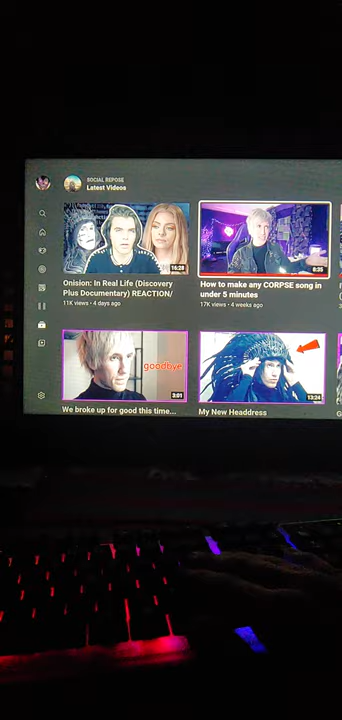 SOCIAL REPOSE
Latest Videos
16:28
6:35
Onision: In Real Life (Discovery
Plus Documentary) REACTION/
11K views • 4 days ago
How to make any CORPSE song in
under 5 minutes
17K views • 4 weeks ago
goodbye
3:01
13:24
We broke up for good this time...
My New Headdress